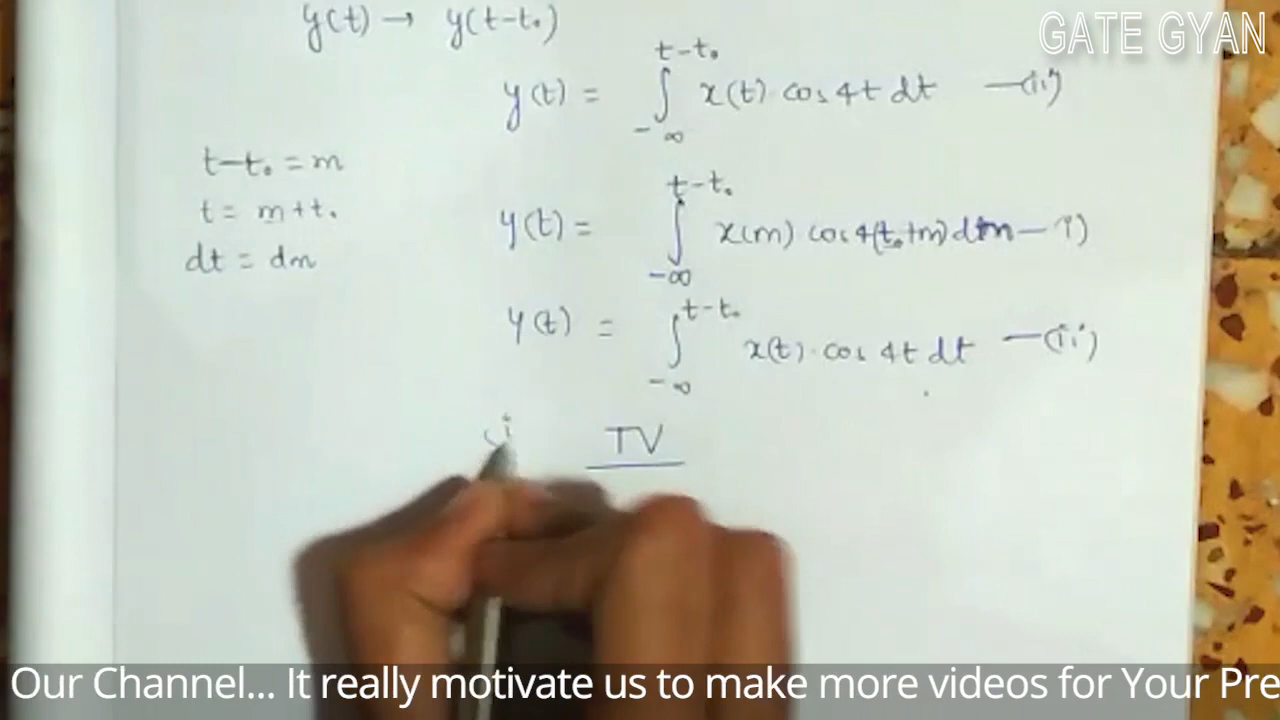 GATE GYAN
y(t) → y(t-t₀)
y(t) = ∫_{-∞}^{t-t₀} x(t) · cos 4t dt —(ii)
t-t₀ = m
t = m+t₀
dt = dm
y(t) = ∫_{-∞}^{t-t₀} x(m) cos 4(t₀+m) dm — i)
y(t) = ∫_{-∞}^{t-t₀} x(t) · cos 4t dt —(ii)
(i TV
Our Channel... It really motivate us to make more videos for Your Pre